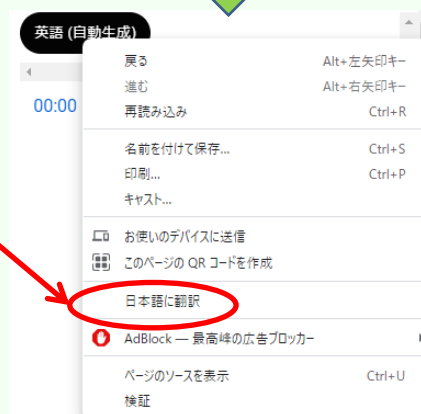 英語 (自動生成)
00:00
戻る Alt+左矢印キー
進む Alt+右矢印キー
再読み込み Ctrl+R
名前を付けて保存... Ctrl+S
印刷... Ctrl+P
キャスト...
お使いのデバイスに送信
このページの QR コードを作成
日本語に翻訳
AdBlock — 最高峰の広告ブロッカー
ページのソースを表示 Ctrl+U
検証